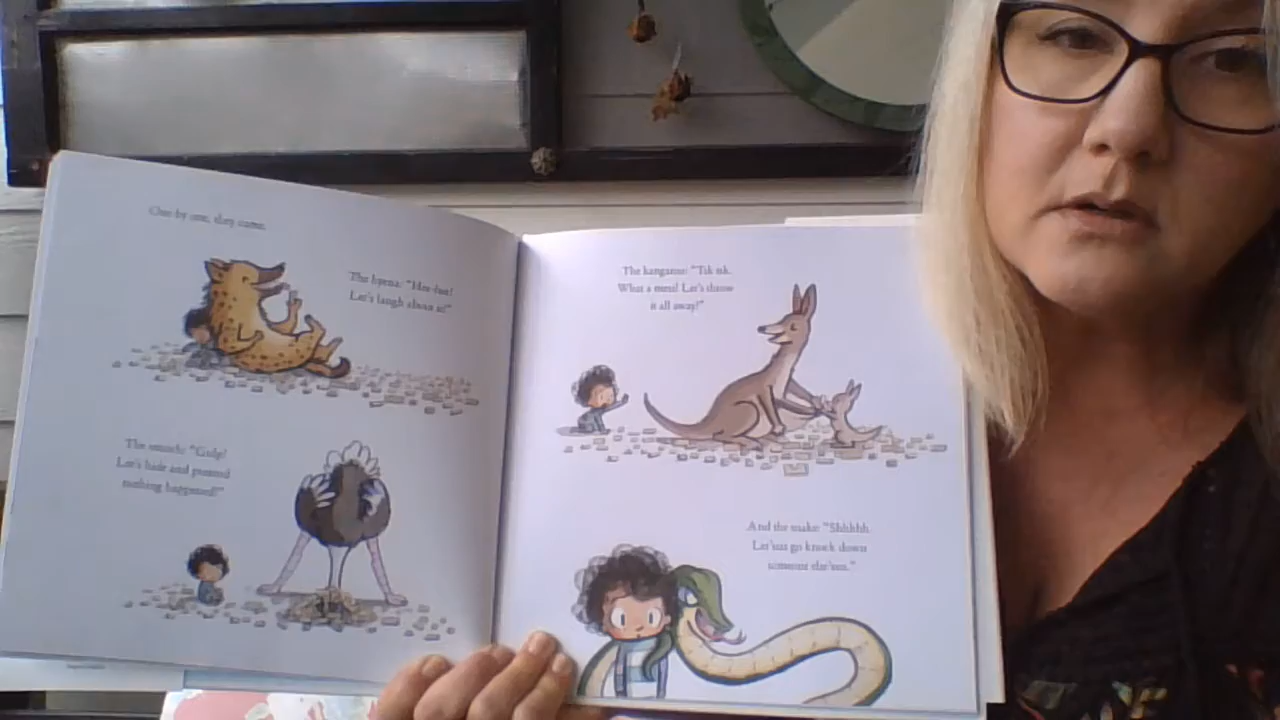 One by one, they came.
The hyena: "Hee-hee!
Let's laugh about it!"
The ostrich: "Gulp!
Let's hide and pretend
nothing happened!"
The kangaroo: "Tsk tsk.
What a mess! Let's throw
it all away!"
And the snake: "Shhhhh.
Let'sss go knock down
someone else'sss."